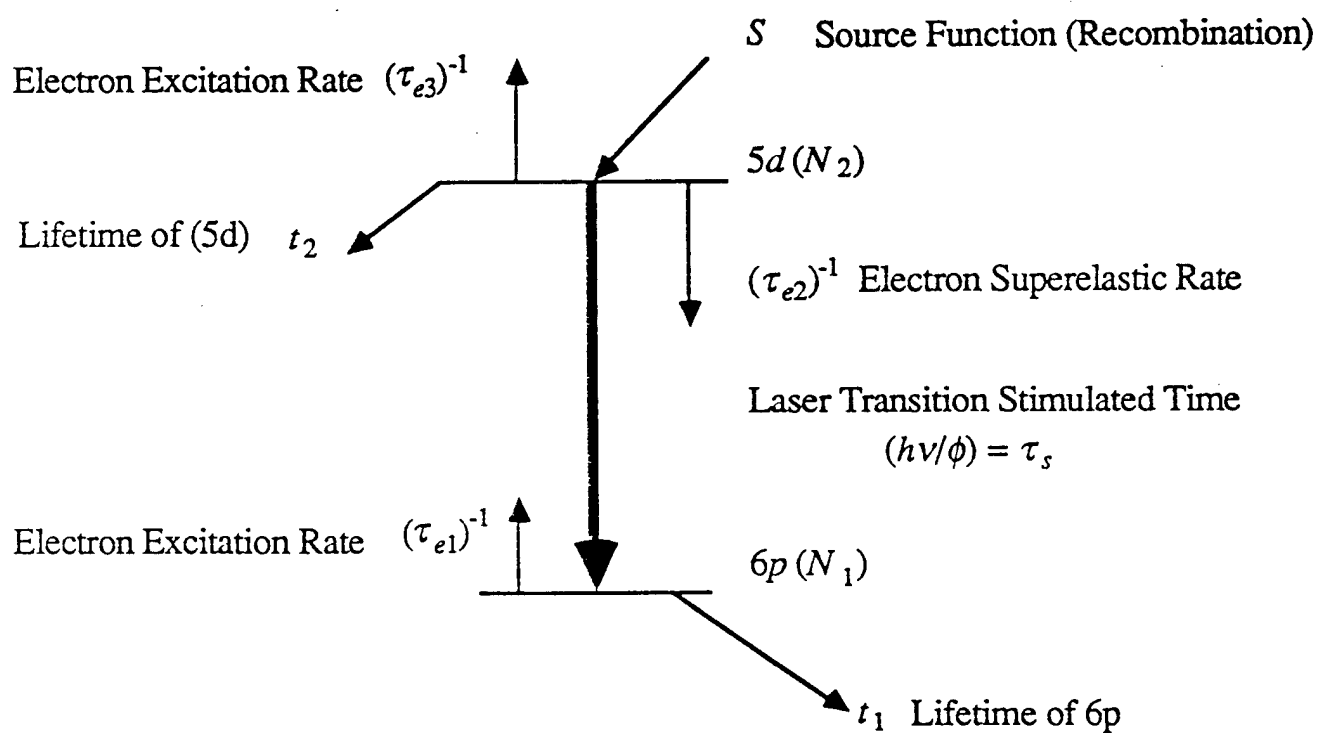 S Source Function (Recombination)
Electron Excitation Rate (τₑ₃)⁻¹
5d (N₂)
Lifetime of (5d) t₂
(τₑ₂)⁻¹ Electron Superelastic Rate
Laser Transition Stimulated Time
(hν/ϕ) = τₛ
Electron Excitation Rate (τₑ₁)⁻¹
6p (N₁)
t₁ Lifetime of 6p